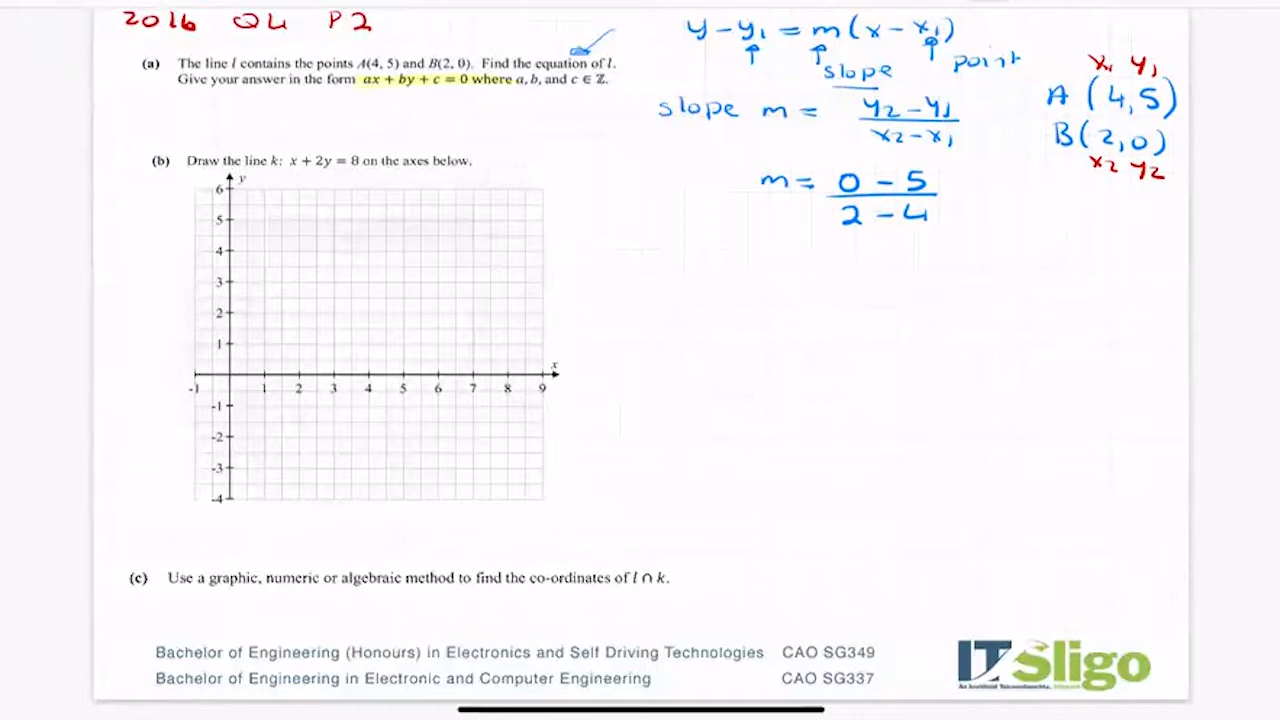 2016 Q4 P2
(a) The line l contains the points A(4, 5) and B(2, 0). Find the equation of l.
Give your answer in the form ax + by + c = 0 where a, b, and c ∈ ℤ.
y - y₁ = m(x - x₁)
slope
point
slope m = y₂ - y₁ / x₂ - x₁
x₁ y₁
A (4,5)
B (2,0)
x₂ y₂
m = 0 - 5 / 2 - 4
(b) Draw the line k: x + 2y = 8 on the axes below.
y
6
5
4
3
2
1
x
-1 1 2 3 4 5 6 7 8 9
-1
-2
-3
-4
(c) Use a graphic, numeric or algebraic method to find the co-ordinates of l ∩ k.
Bachelor of Engineering (Honours) in Electronics and Self Driving Technologies CAO SG349
Bachelor of Engineering in Electronic and Computer Engineering CAO SG337
IT Sligo